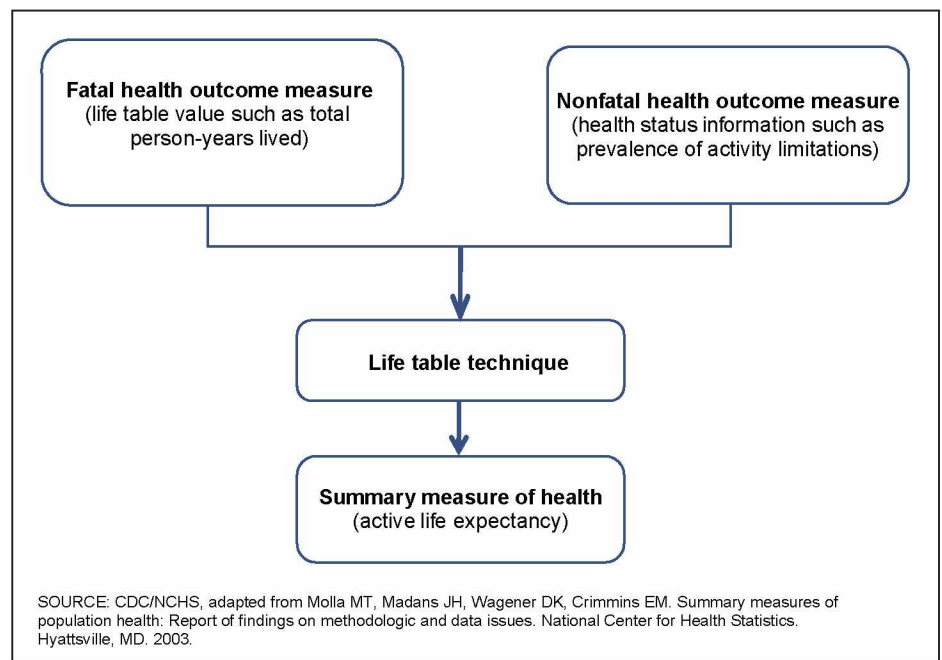 Fatal health outcome measure
(life table value such as total
person-years lived)
Nonfatal health outcome measure
(health status information such as
prevalence of activity limitations)
Life table technique
Summary measure of health
(active life expectancy)
SOURCE: CDC/NCHS, adapted from Molla MT, Madans JH, Wagener DK, Crimmins EM. Summary measures of
population health: Report of findings on methodologic and data issues. National Center for Health Statistics.
Hyattsville, MD. 2003.